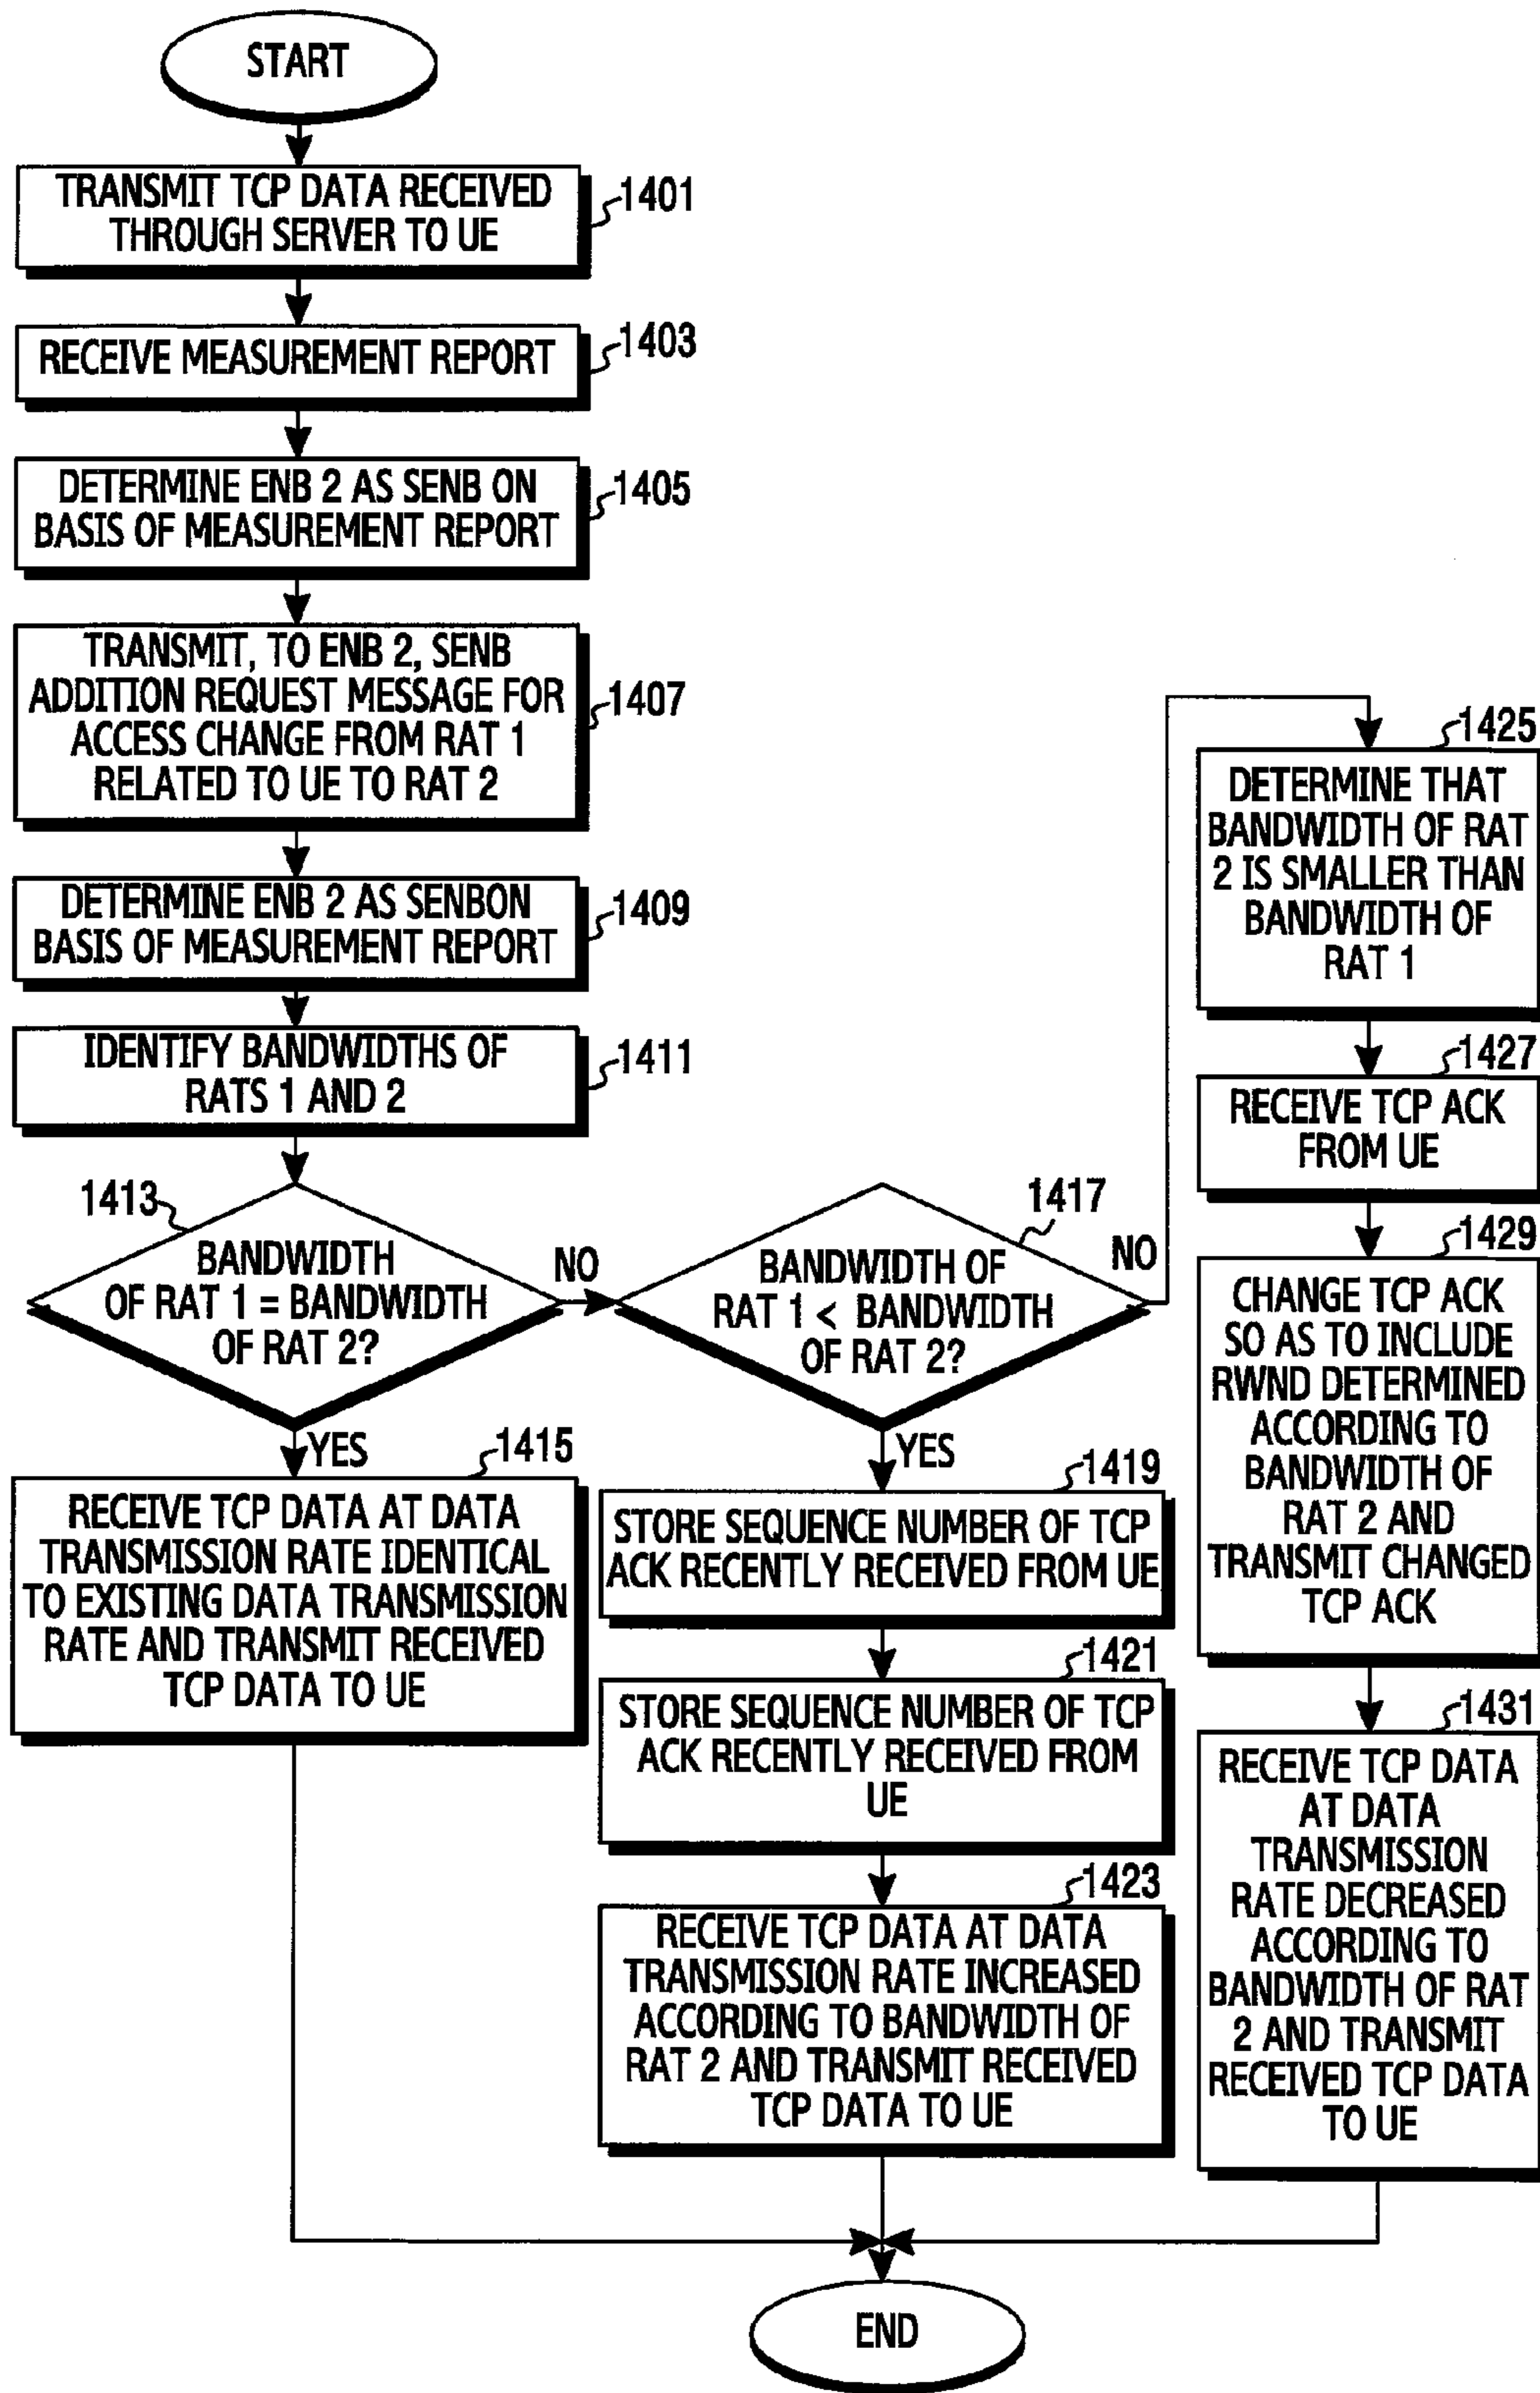 START
TRANSMIT TCP DATA RECEIVED
THROUGH SERVER TO UE
1401
RECEIVE MEASUREMENT REPORT
1403
DETERMINE ENB 2 AS SENB ON
BASIS OF MEASUREMENT REPORT
1405
TRANSMIT, TO ENB 2, SENB
ADDITION REQUEST MESSAGE FOR
ACCESS CHANGE FROM RAT 1
RELATED TO UE TO RAT 2
1407
DETERMINE ENB 2 AS SENBON
BASIS OF MEASUREMENT REPORT
1409
IDENTIFY BANDWIDTHS OF
RATS 1 AND 2
1411
1413
BANDWIDTH
OF RAT 1 = BANDWIDTH
OF RAT 2?
NO
YES
1415
RECEIVE TCP DATA AT DATA
TRANSMISSION RATE IDENTICAL
TO EXISTING DATA TRANSMISSION
RATE AND TRANSMIT RECEIVED
TCP DATA TO UE
1417
BANDWIDTH OF
RAT 1 < BANDWIDTH
OF RAT 2?
NO
YES
1419
STORE SEQUENCE NUMBER OF TCP
ACK RECENTLY RECEIVED FROM UE
1421
STORE SEQUENCE NUMBER OF TCP
ACK RECENTLY RECEIVED FROM
UE
1423
RECEIVE TCP DATA AT DATA
TRANSMISSION RATE INCREASED
ACCORDING TO BANDWIDTH OF
RAT 2 AND TRANSMIT RECEIVED
TCP DATA TO UE
1425
DETERMINE THAT
BANDWIDTH OF RAT
2 IS SMALLER THAN
BANDWIDTH OF
RAT 1
1427
RECEIVE TCP ACK
FROM UE
1429
CHANGE TCP ACK
SO AS TO INCLUDE
RWND DETERMINED
ACCORDING TO
BANDWIDTH OF
RAT 2 AND
TRANSMIT CHANGED
TCP ACK
1431
RECEIVE TCP DATA
AT DATA
TRANSMISSION
RATE DECREASED
ACCORDING TO
BANDWIDTH OF RAT
2 AND TRANSMIT
RECEIVED TCP DATA
TO UE
END